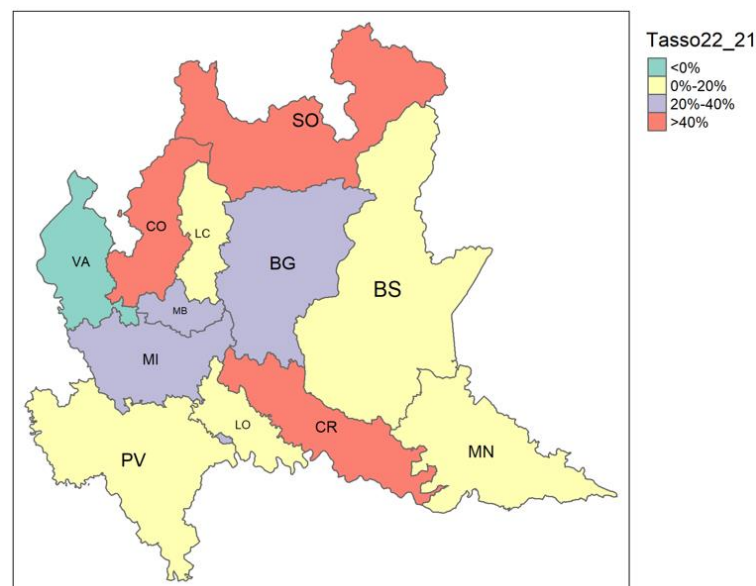 Tasso22_21
<0%
0%-20%
20%-40%
>40%
SO
CO
LC
VA
BG
BS
MB
MI
LO
CR
PV
MN